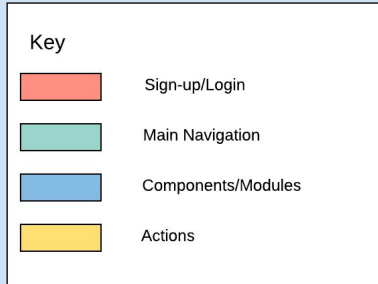 Key
Sign-up/Login
Main Navigation
Components/Modules
Actions